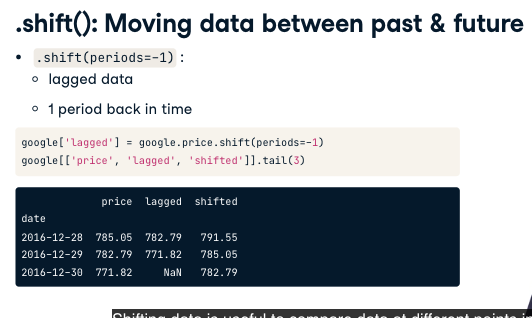 .shift(): Moving data between past & future
• .shift(periods=-1) :
○ lagged data
○ 1 period back in time
google['lagged'] = google.price.shift(periods=-1)
google[['price', 'lagged', 'shifted']].tail(3)
price lagged shifted
date
2016-12-28 785.05 782.79 791.55
2016-12-29 782.79 771.82 785.05
2016-12-30 771.82 NaN 782.79
Shifting data is useful to compare data at different points i